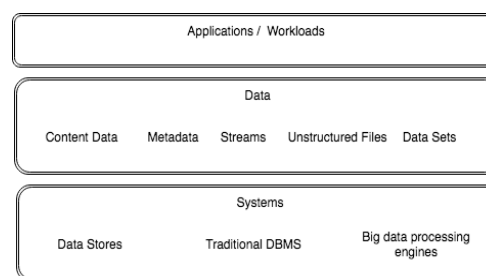 Applications / Workloads
Data
Content Data Metadata Streams Unstructured Files Data Sets
Systems
Data Stores Traditional DBMS Big data processing
engines